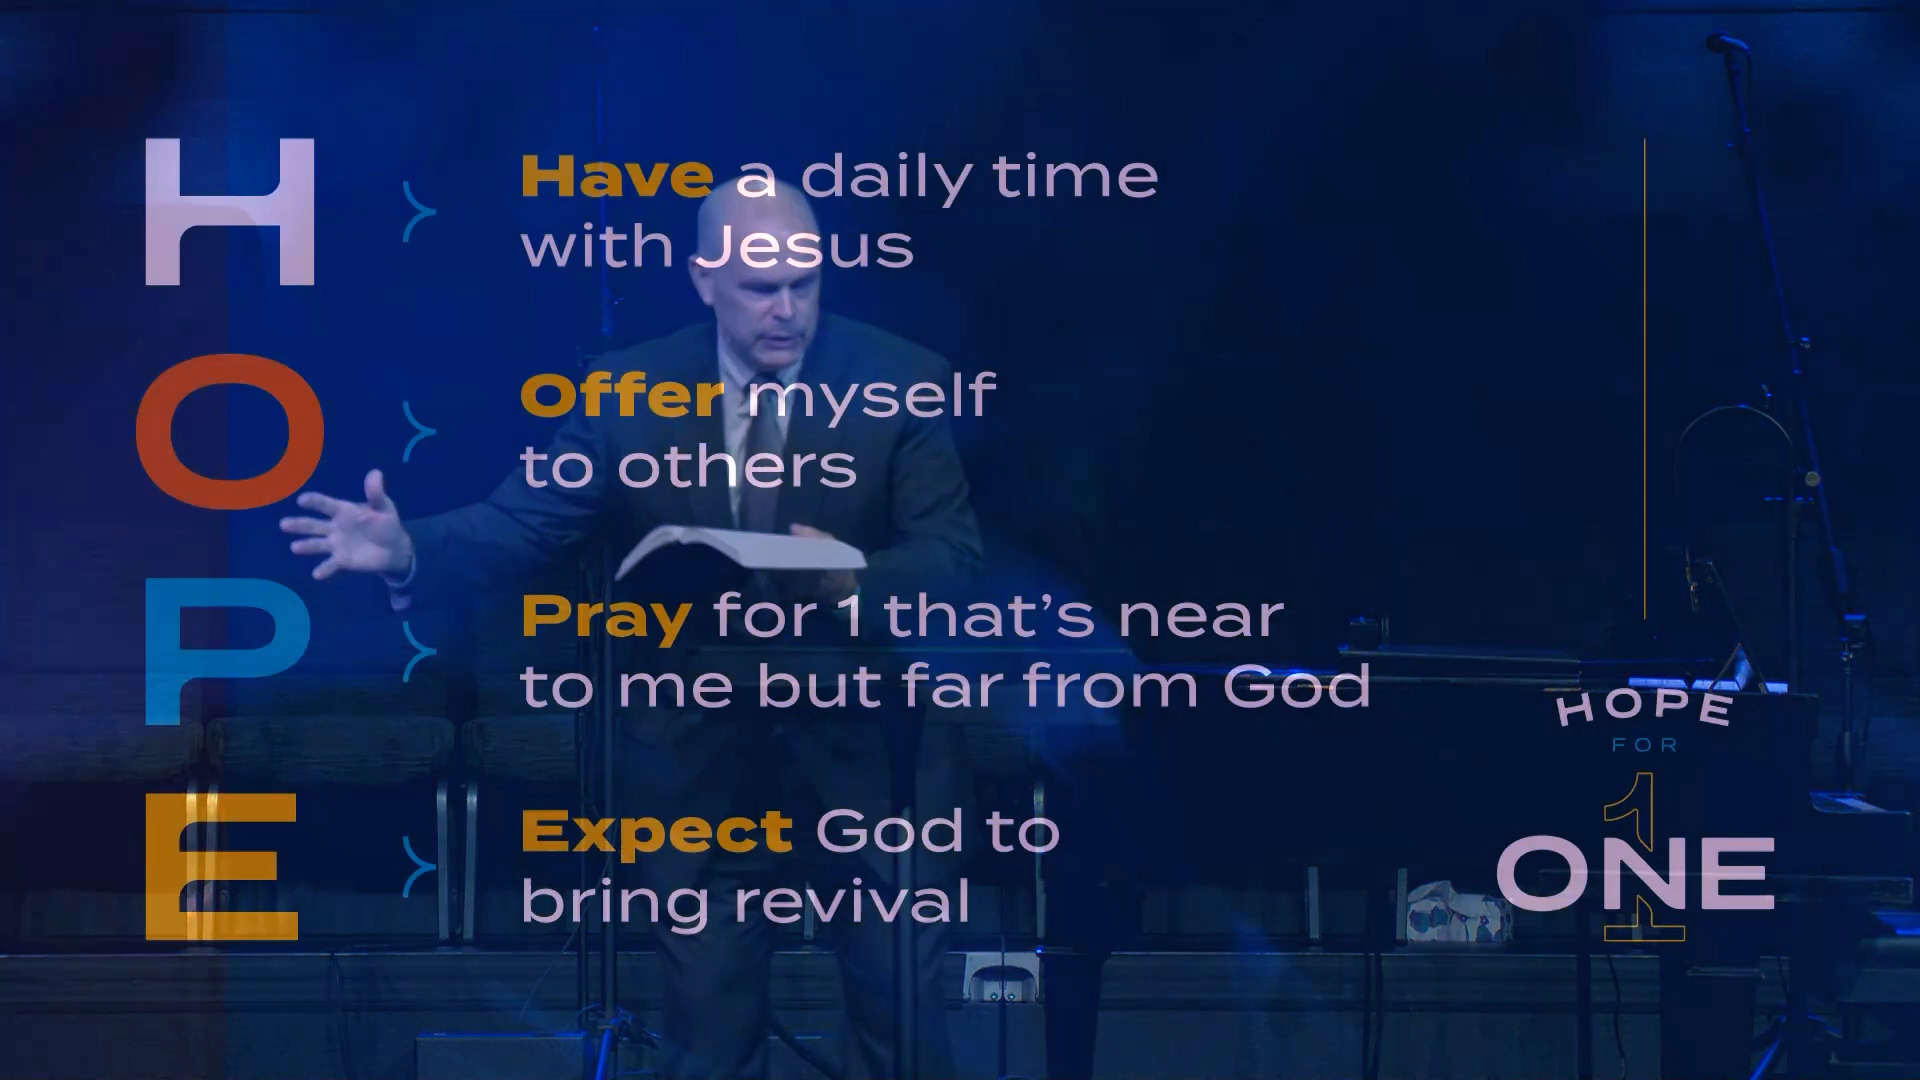 H
Have a daily time
with Jesus
O
Offer myself
to others
P
Pray for 1 that's near
to me but far from God
E
Expect God to
bring revival
HOPE
FOR
1
ONE